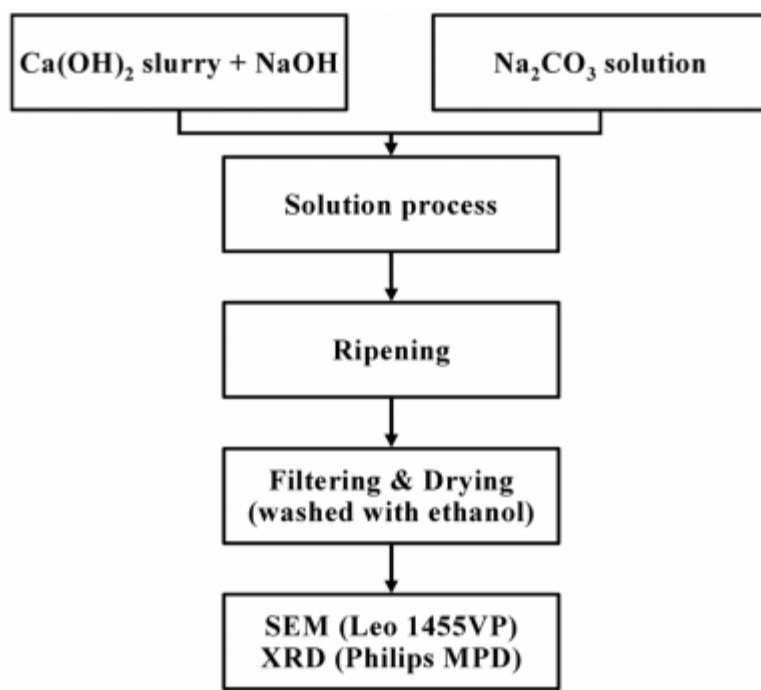 Ca(OH)₂ slurry + NaOH
Na₂CO₃ solution
Solution process
Ripening
Filtering & Drying
(washed with ethanol)
SEM (Leo 1455VP)
XRD (Philips MPD)